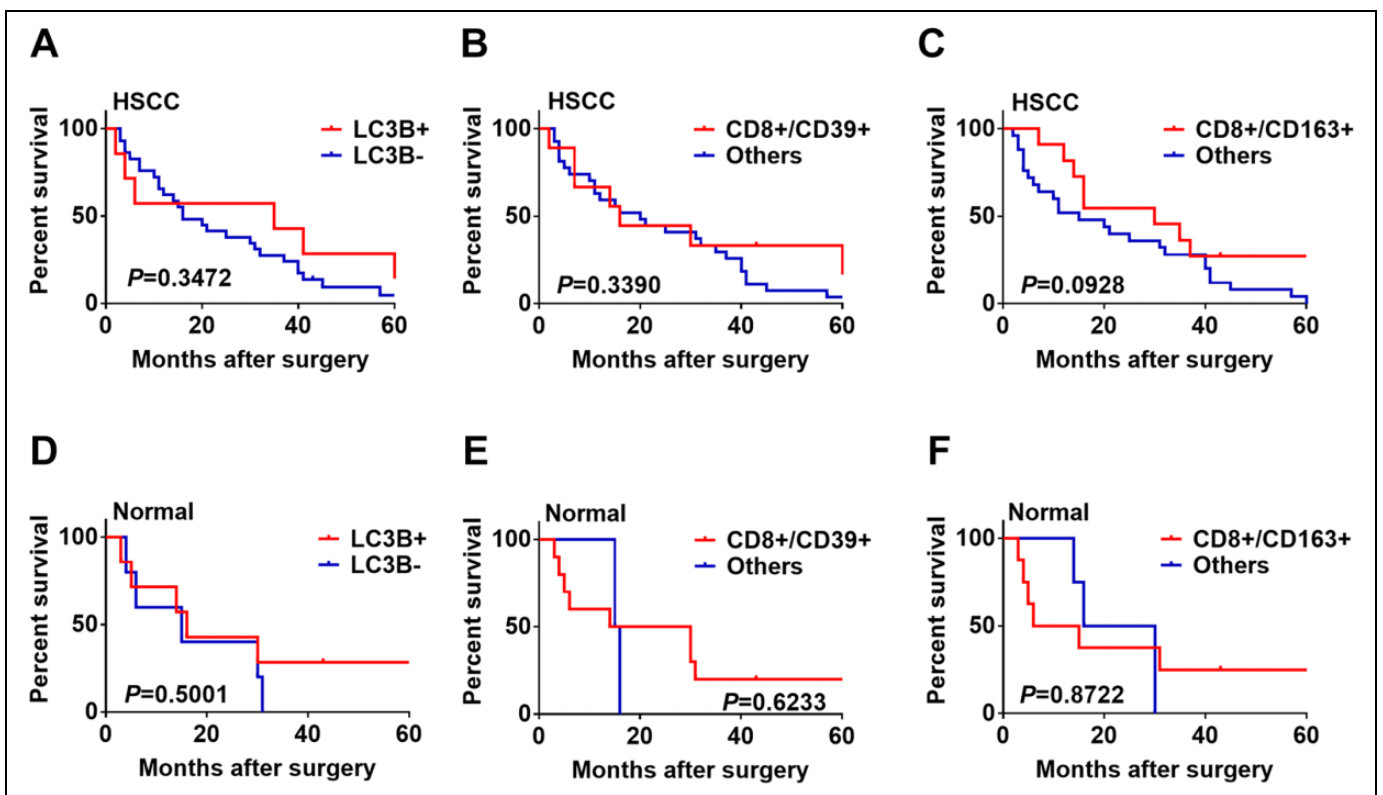 A
HSCC
LC3B+
LC3B-
Percent survival
100
50
0
P=0.3472
0 20 40 60
Months after surgery
B
HSCC
CD8+/CD39+
Others
Percent survival
100
50
0
P=0.3390
0 20 40 60
Months after surgery
C
HSCC
CD8+/CD163+
Others
Percent survival
100
50
0
P=0.0928
0 20 40 60
Months after surgery
D
Normal
LC3B+
LC3B-
Percent survival
100
50
0
P=0.5001
0 20 40 60
Months after surgery
E
Normal
CD8+/CD39+
Others
Percent survival
100
50
0
P=0.6233
0 20 40 60
Months after surgery
F
Normal
CD8+/CD163+
Others
Percent survival
100
50
0
P=0.8722
0 20 40 60
Months after surgery